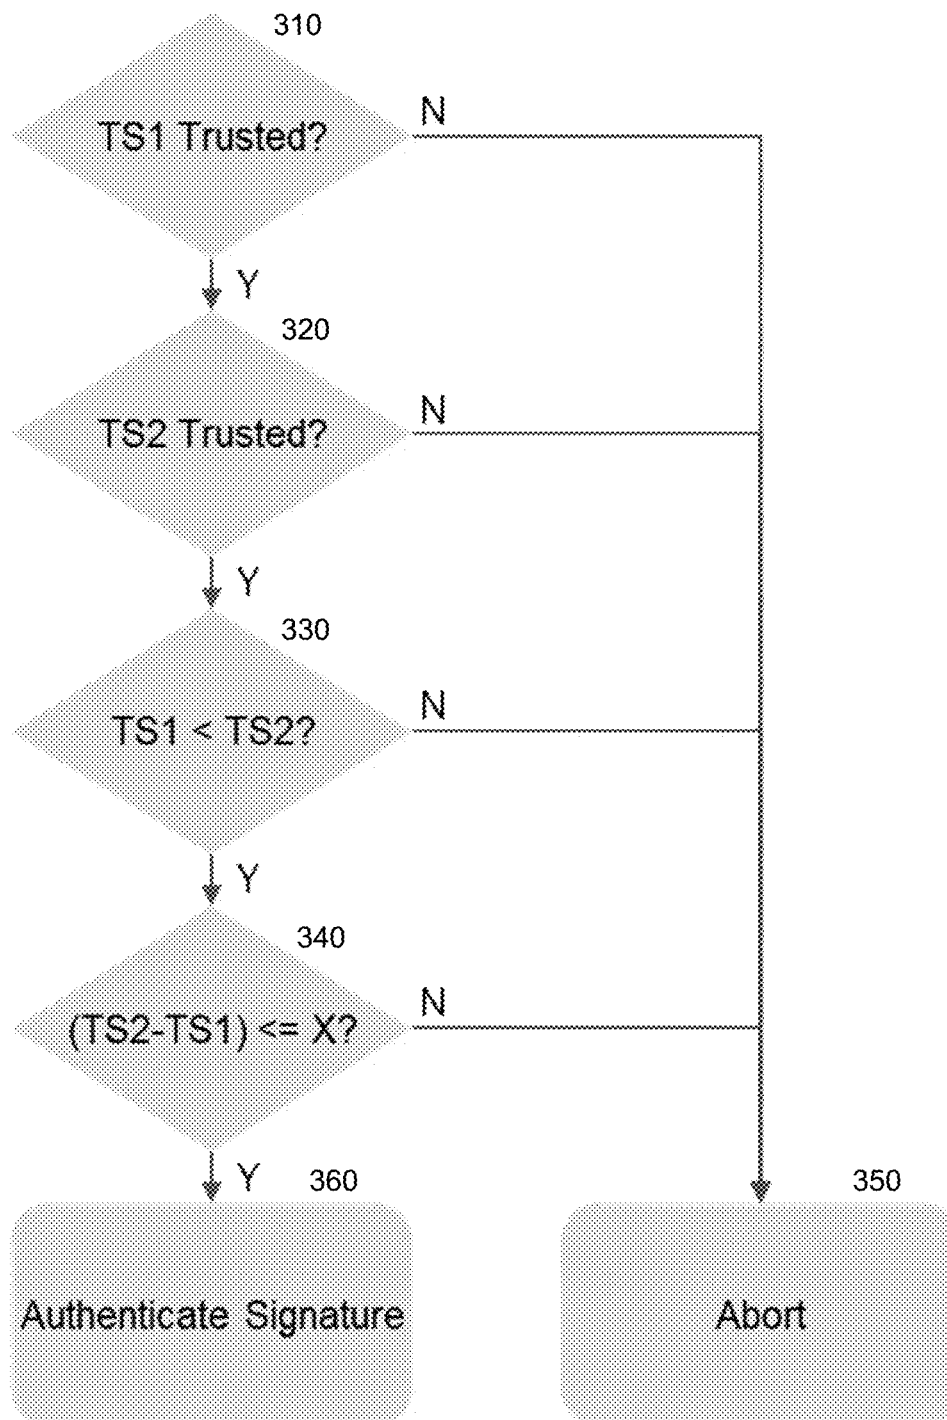 310
TS1 Trusted?
N
Y
320
TS2 Trusted?
N
Y
330
TS1 < TS2?
N
Y
340
(TS2-TS1) <= X?
N
Y
360
350
Authenticate Signature
Abort